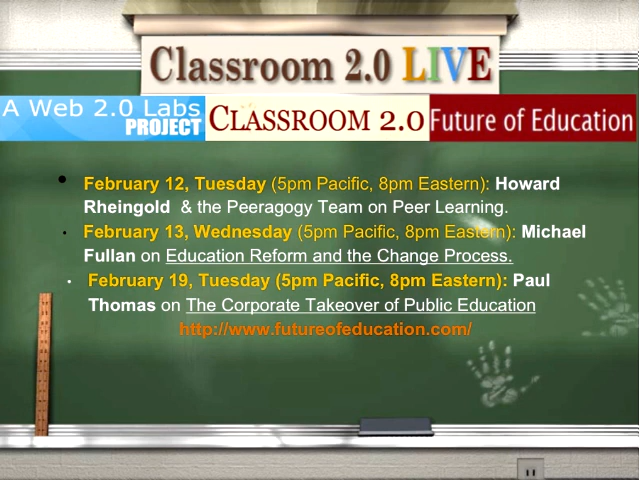 Classroom 2.0 LIVE
A Web 2.0 Labs
PROJECT
CLASSROOM 2.0
Future of Education
• February 12, Tuesday (5pm Pacific, 8pm Eastern): Howard
Rheingold & the Peeragogy Team on Peer Learning.
• February 13, Wednesday (5pm Pacific, 8pm Eastern): Michael
Fullan on Education Reform and the Change Process.
• February 19, Tuesday (5pm Pacific, 8pm Eastern): Paul
Thomas on The Corporate Takeover of Public Education
http://www.futureofeducation.com/